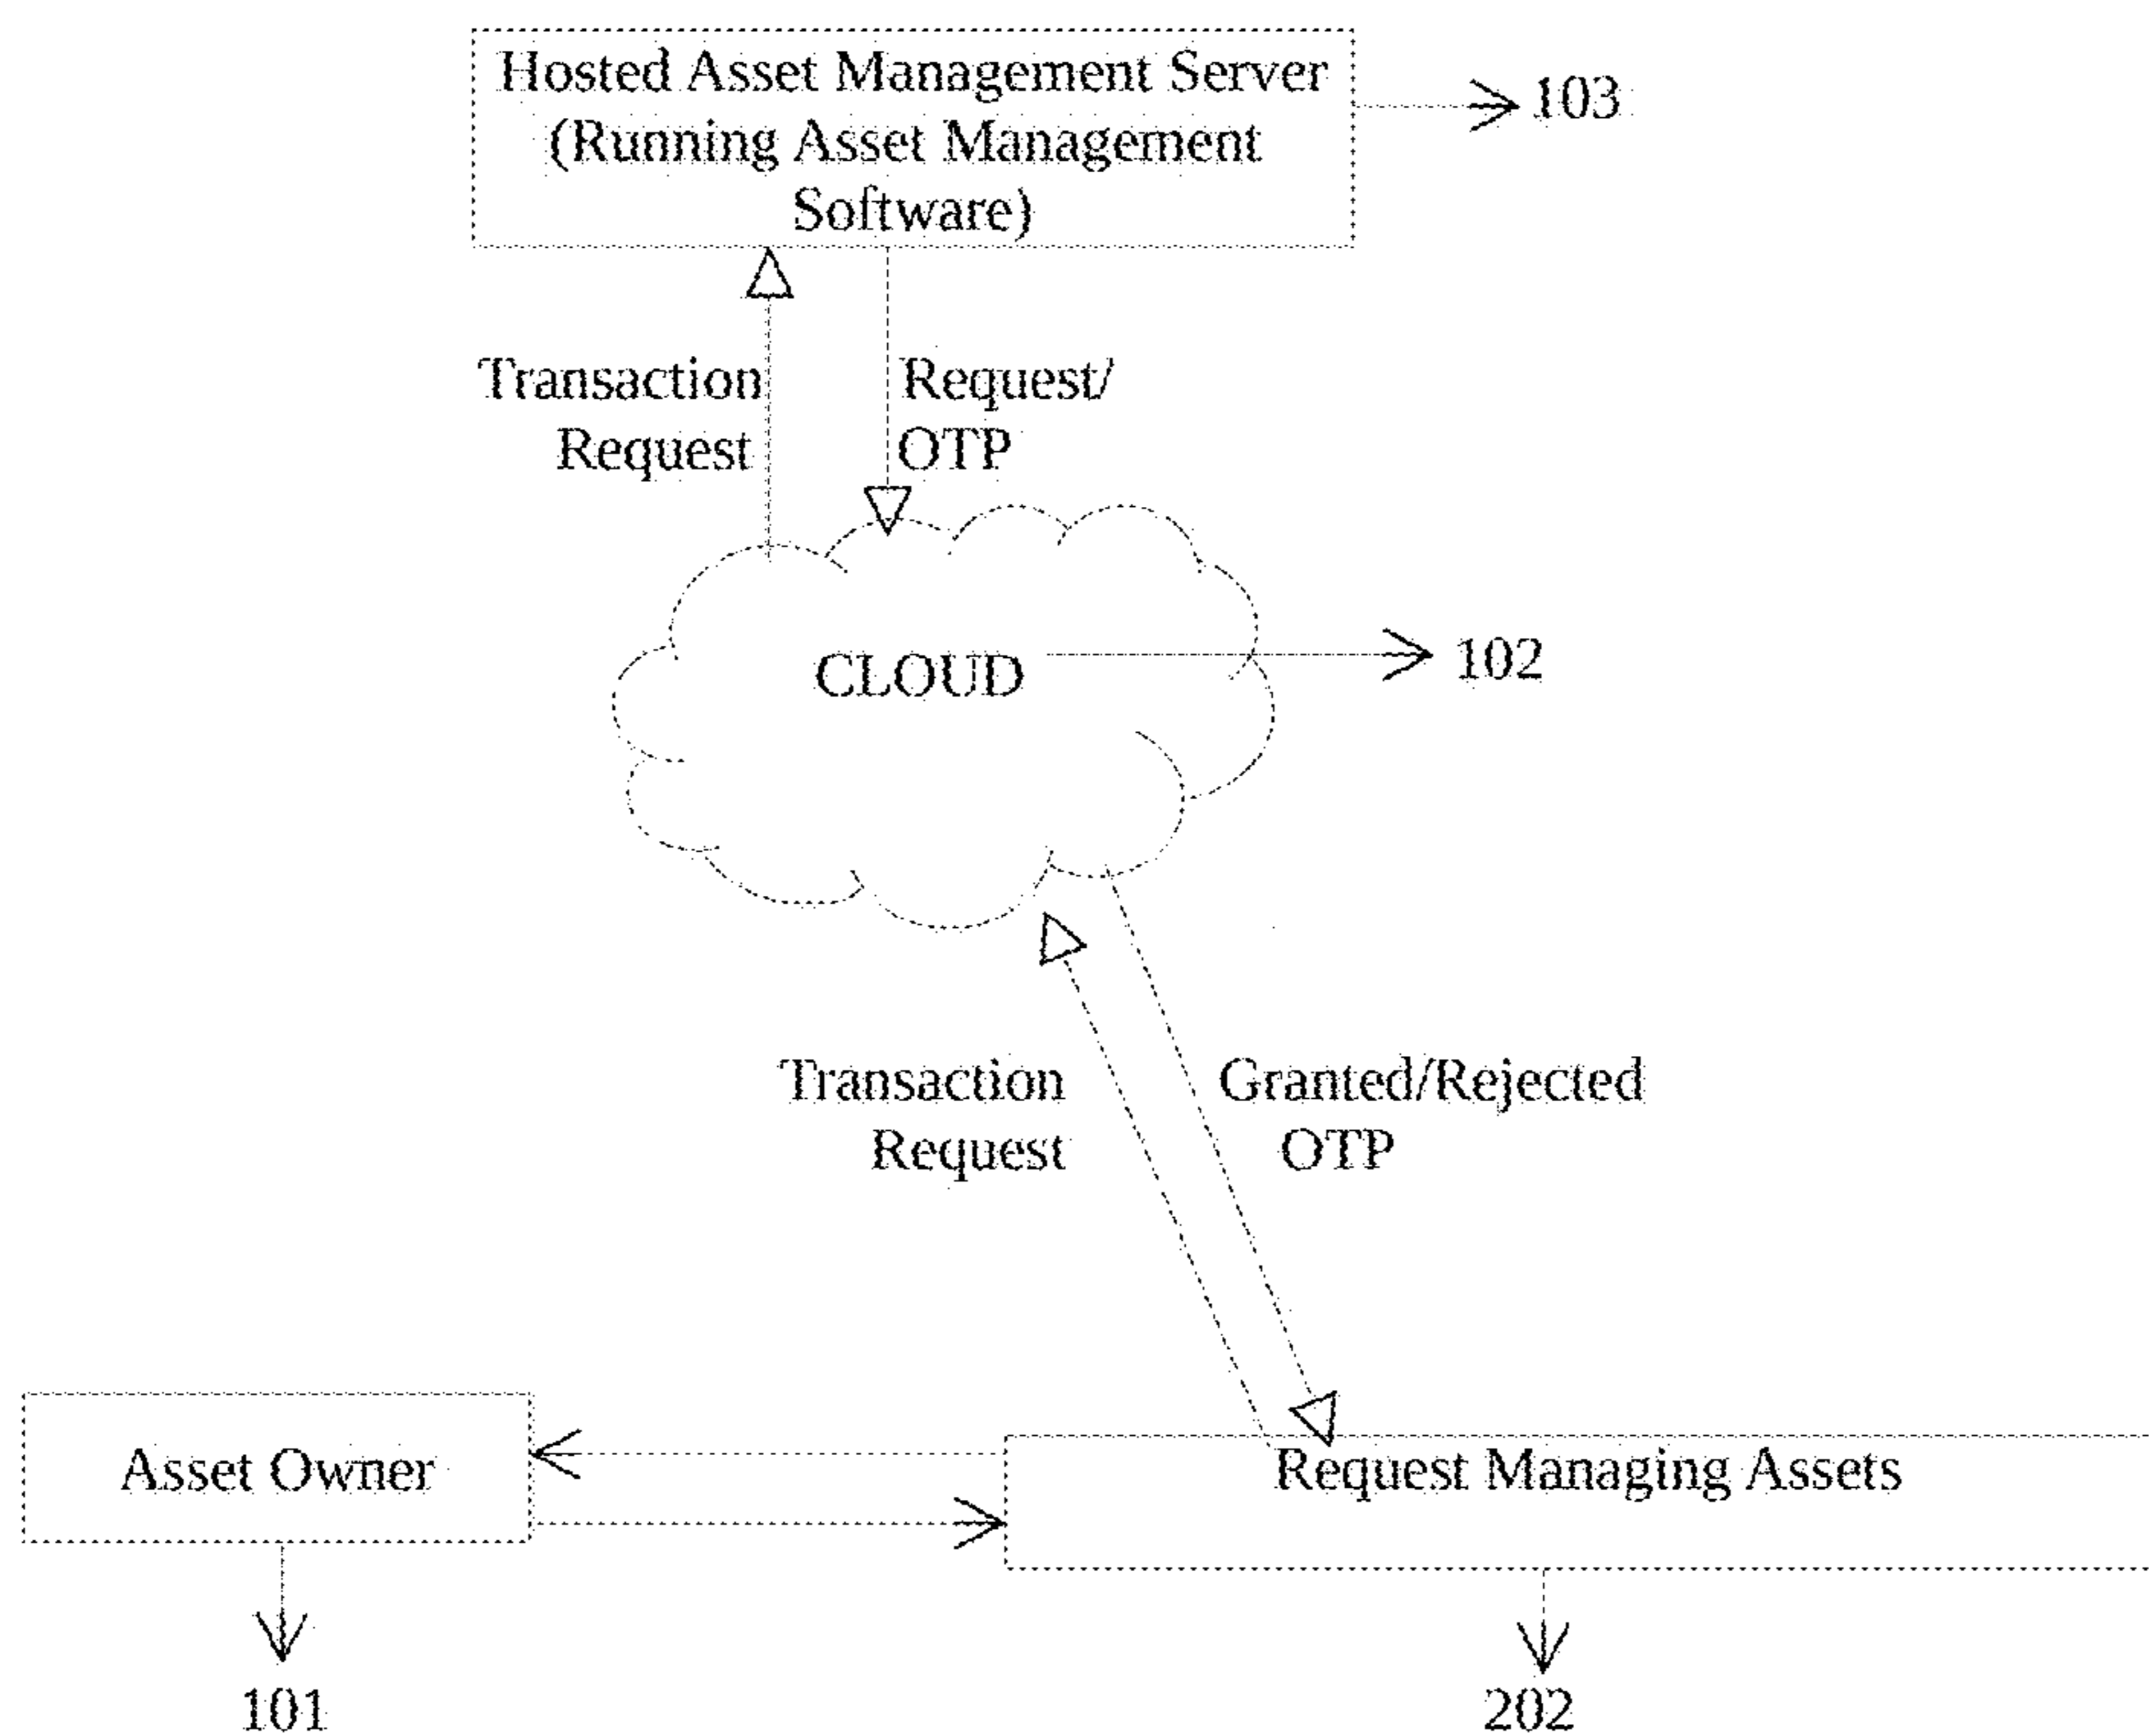 Hosted Asset Management Server
(Running Asset Management
Software)
103
Transaction
Request
Request/
OTP
CLOUD
102
Transaction
Request
Granted/Rejected
OTP
Asset Owner
Request Managing Assets
101
202